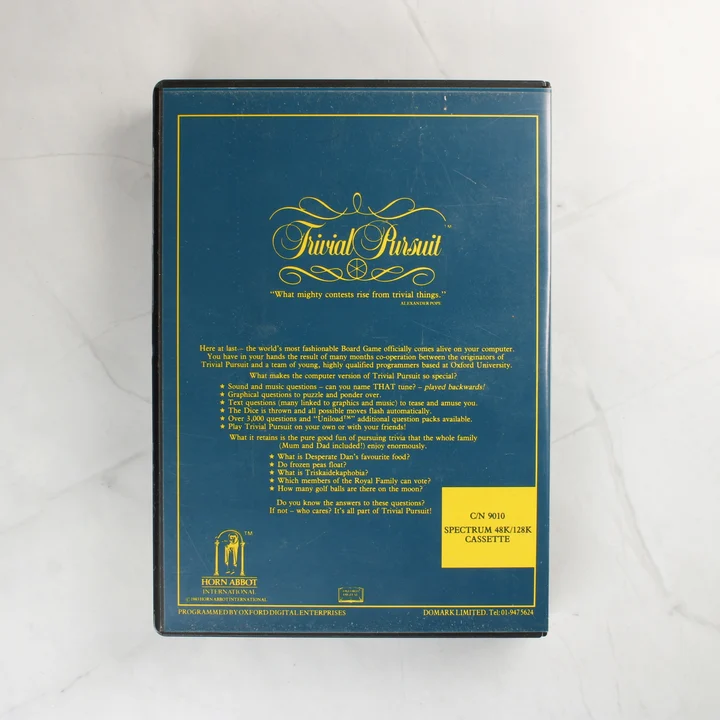 Trivial Pursuit™
"What mighty contests rise from trivial things."
ALEXANDER POPE
Here at last – the world's most fashionable Board Game officially comes alive on your computer.
You have in your hands the result of many months co-operation between the originators of
Trivial Pursuit and a team of young, highly qualified programmers based at Oxford University.
What makes the computer version of Trivial Pursuit so special?
★ Sound and music questions – can you name THAT tune? – played backwards!
★ Graphical questions to puzzle and ponder over.
★ Text questions (many linked to graphics and music) to tease and amuse you.
★ The Dice is thrown and all possible moves flash automatically.
★ Over 3,000 questions and "Uniload™" additional question packs available.
★ Play Trivial Pursuit on your own or with your friends!
What it retains is the pure good fun of pursuing trivia that the whole family
(Mum and Dad included!) enjoy enormously.
★ What is Desperate Dan's favourite food?
★ Do frozen peas float?
★ What is Triskaidekaphobia?
★ Which members of the Royal Family can vote?
★ How many golf balls are there on the moon?
Do you know the answers to these questions?
If not – who cares? It's all part of Trivial Pursuit!
C/N 9010
SPECTRUM 48K/128K
CASSETTE
TM
HORN ABBOT
INTERNATIONAL
HORN ABBOT INTERNATIONAL
PROGRAMMED BY OXFORD DIGITAL ENTERPRISES
DOMARK LIMITED. Tel: 01-9475624